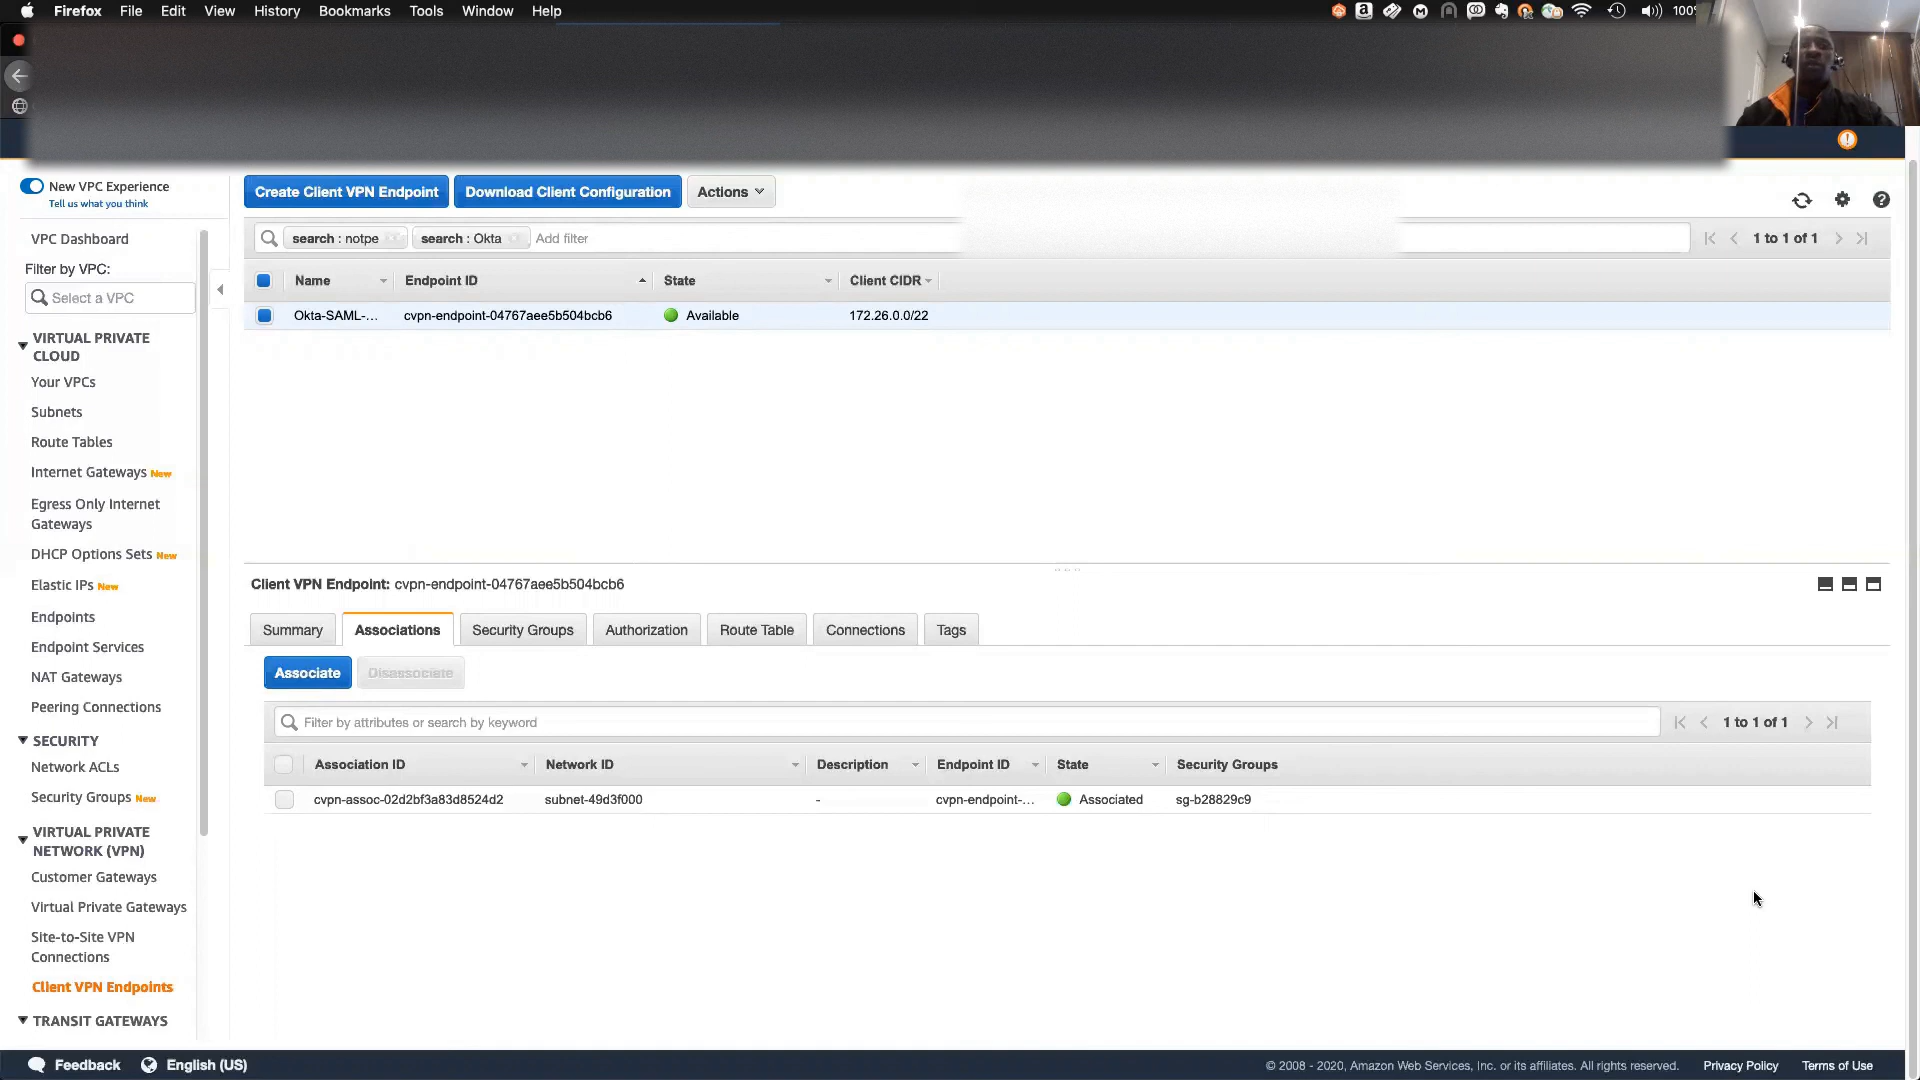 Firefox File Edit View History Bookmarks Tools Window Help 100%
New VPC Experience
Tell us what you think
Create Client VPN Endpoint Download Client Configuration Actions
search : notpe search : Okta Add filter 1 to 1 of 1
VPC Dashboard
Filter by VPC:
Select a VPC
Name Endpoint ID State Client CIDR
Okta-SAML-... cvpn-endpoint-04767aee5b504bcb6 Available 172.26.0.0/22
VIRTUAL PRIVATE
CLOUD
Your VPCs
Subnets
Route Tables
Internet Gateways New
Egress Only Internet
Gateways
DHCP Options Sets New
Elastic IPs New
Endpoints
Endpoint Services
NAT Gateways
Peering Connections
SECURITY
Network ACLs
Security Groups New
VIRTUAL PRIVATE
NETWORK (VPN)
Customer Gateways
Virtual Private Gateways
Site-to-Site VPN
Connections
Client VPN Endpoints
TRANSIT GATEWAYS
Client VPN Endpoint: cvpn-endpoint-04767aee5b504bcb6
Summary Associations Security Groups Authorization Route Table Connections Tags
Associate Disassociate
Filter by attributes or search by keyword 1 to 1 of 1
Association ID Network ID Description Endpoint ID State Security Groups
cvpn-assoc-02d2bf3a83d8524d2 subnet-49d3f000 - cvpn-endpoint-... Associated sg-b28829c9
Feedback English (US) © 2008 - 2020, Amazon Web Services, Inc. or its affiliates. All rights reserved. Privacy Policy Terms of Use